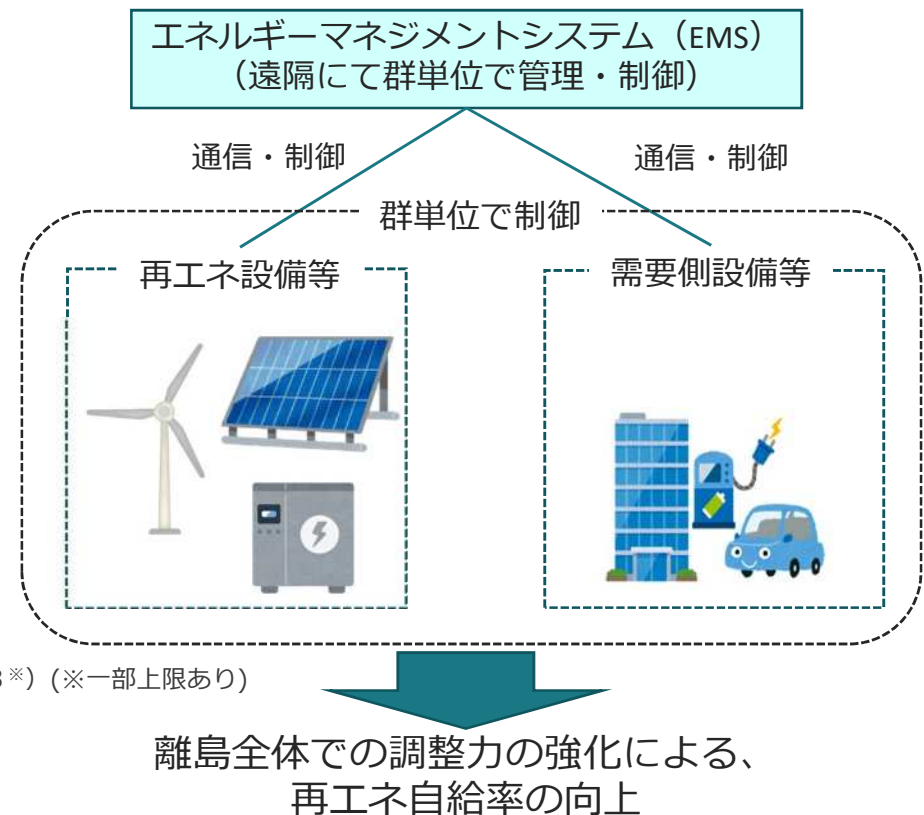 エネルギーマネジメントシステム（EMS）
（遠隔にて群単位で管理・制御）
通信・制御
通信・制御
群単位で制御
再エネ設備等
需要側設備等
※）(※一部上限あり)
離島全体での調整力の強化による、
再エネ自給率の向上